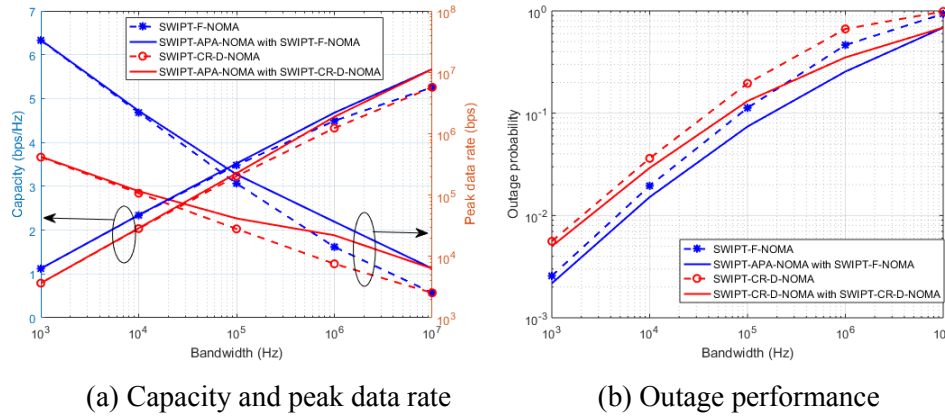 7
6
5
4
3
2
1
0
Capacity (bps/Hz)
SWIPT-F-NOMA
SWIPT-APA-NOMA with SWIPT-F-NOMA
SWIPT-CR-D-NOMA
SWIPT-APA-NOMA with SWIPT-CR-D-NOMA
10^8
10^7
10^6
10^5
10^4
10^3
Peak data rate (bps)
10^3 10^4 10^5 10^6 10^7
Bandwidth (Hz)
(a) Capacity and peak data rate
10^0
10^-1
10^-2
10^-3
Outage probability
SWIPT-F-NOMA
SWIPT-APA-NOMA with SWIPT-F-NOMA
SWIPT-CR-D-NOMA
SWIPT-CR-D-NOMA with SWIPT-CR-D-NOMA
10^3 10^4 10^5 10^6 10^7
Bandwidth (Hz)
(b) Outage performance